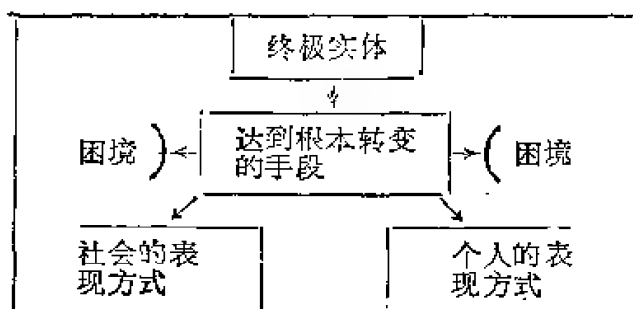 终极实体
困境
达到根本转变
的手段
困境
社会的表
现方式
个人的表
现方式